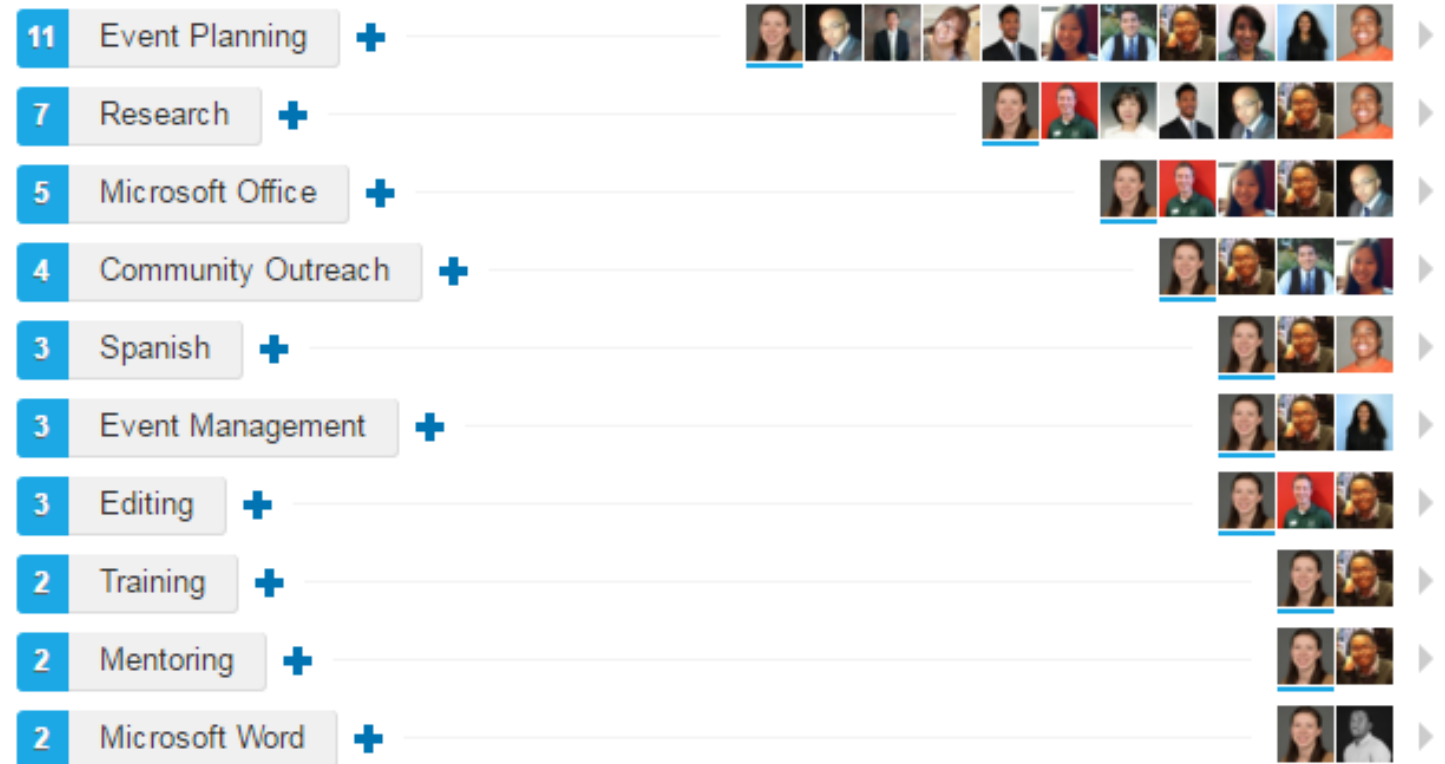 11 Event Planning
7 Research
5 Microsoft Office
4 Community Outreach
3 Spanish
3 Event Management
3 Editing
2 Training
2 Mentoring
2 Microsoft Word